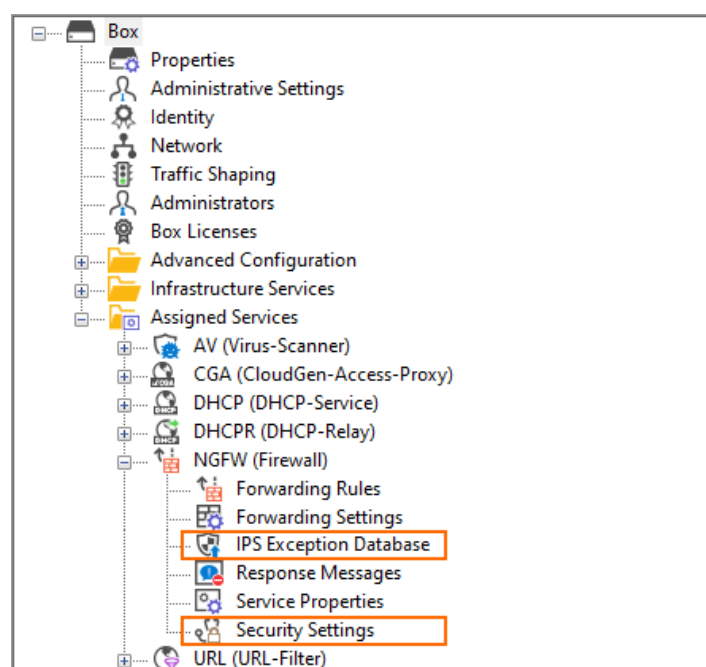 Box
Properties
Administrative Settings
Identity
Network
Traffic Shaping
Administrators
Box Licenses
Advanced Configuration
Infrastructure Services
Assigned Services
AV (Virus-Scanner)
CGA (CloudGen-Access-Proxy)
DHCP (DHCP-Service)
DHCPR (DHCP-Relay)
NGFW (Firewall)
Forwarding Rules
Forwarding Settings
IPS Exception Database
Response Messages
Service Properties
Security Settings
URL (URL-Filter)